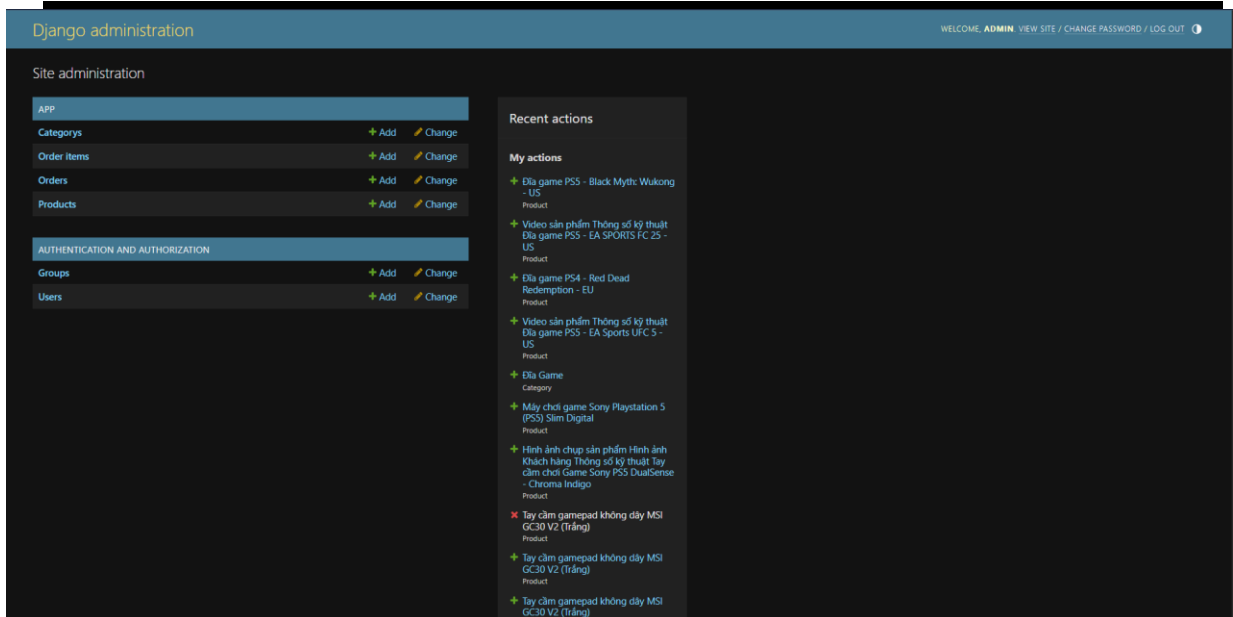 Django administration
WELCOME, ADMIN. VIEW SITE / CHANGE PASSWORD / LOG OUT
Site administration
APP
Categorys + Add Change
Order items + Add Change
Orders + Add Change
Products + Add Change
AUTHENTICATION AND AUTHORIZATION
Groups + Add Change
Users + Add Change
Recent actions
My actions
Đĩa game PS5 - Black Myth: Wukong
- US
Product
Video sản phẩm Thông số kỹ thuật
Đĩa game PS5 - EA SPORTS FC 25 -
US
Product
Đĩa game PS4 - Red Dead
Redemption - EU
Product
Video sản phẩm Thông số kỹ thuật
Đĩa game PS5 - EA Sports UFC 5 -
US
Product
Đĩa Game
Category
Máy chơi game Sony Playstation 5
(PS5) Slim Digital
Product
Hình ảnh chụp sản phẩm Hình ảnh
Khách hàng Thông số kỹ thuật Tay
cầm chơi Game Sony PS5 DualSense
- Chroma Indigo
Product
Tay cầm gamepad không dây MSI
GC30 V2 (Trắng)
Product
Tay cầm gamepad không dây MSI
GC30 V2 (Trắng)
Product
Tay cầm gamepad không dây MSI
GC30 V2 (Trắng)